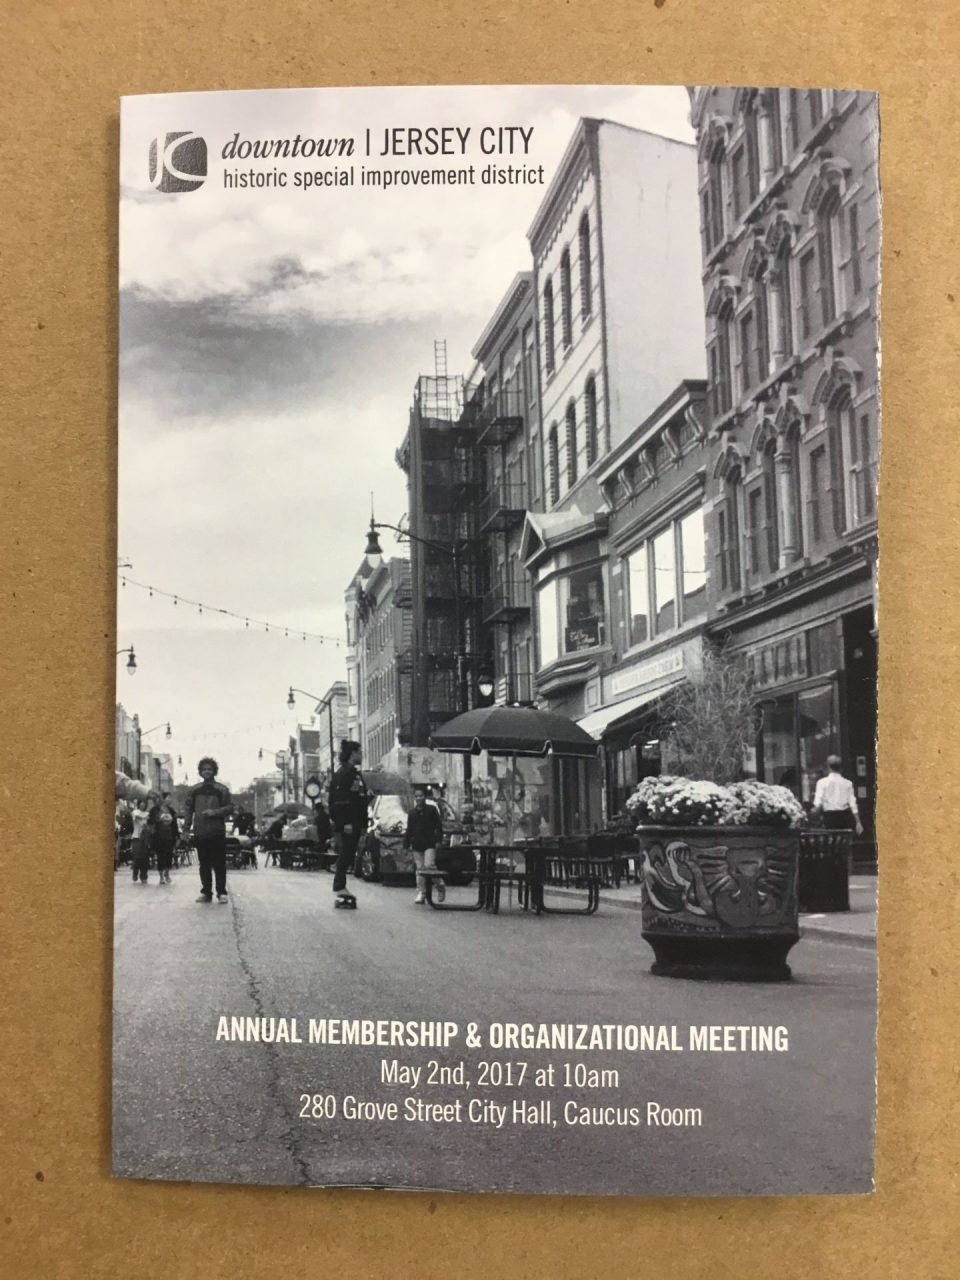 JC
downtown | JERSEY CITY
historic special improvement district
ANNUAL MEMBERSHIP & ORGANIZATIONAL MEETING
May 2nd, 2017 at 10am
280 Grove Street City Hall, Caucus Room